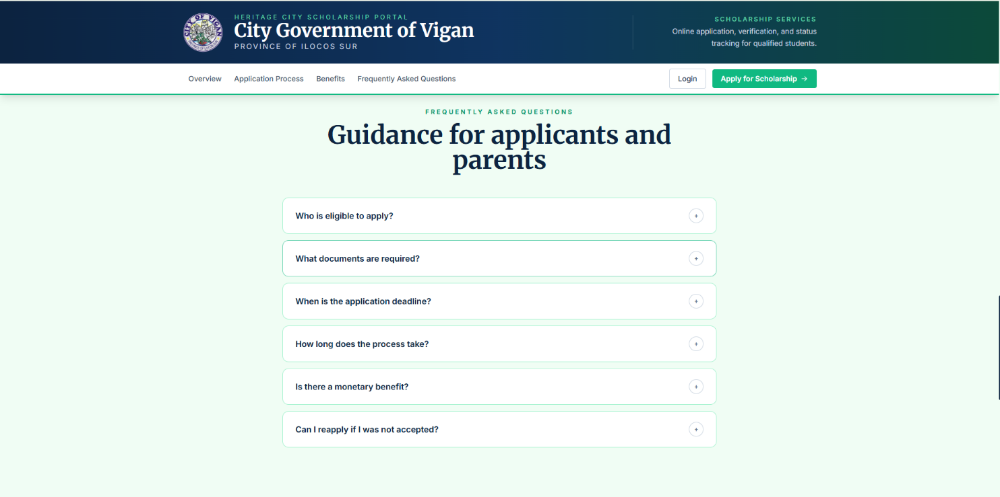 CITY OF VIGAN
HERITAGE CITY SCHOLARSHIP PORTAL
City Government of Vigan
PROVINCE OF ILOCOS SUR
SCHOLARSHIP SERVICES
Online application, verification, and status
tracking for qualified students.
Overview
Application Process
Benefits
Frequently Asked Questions
Login
Apply for Scholarship →
FREQUENTLY ASKED QUESTIONS
Guidance for applicants and
parents
Who is eligible to apply?
+
What documents are required?
+
When is the application deadline?
+
How long does the process take?
+
Is there a monetary benefit?
+
Can I reapply if I was not accepted?
+